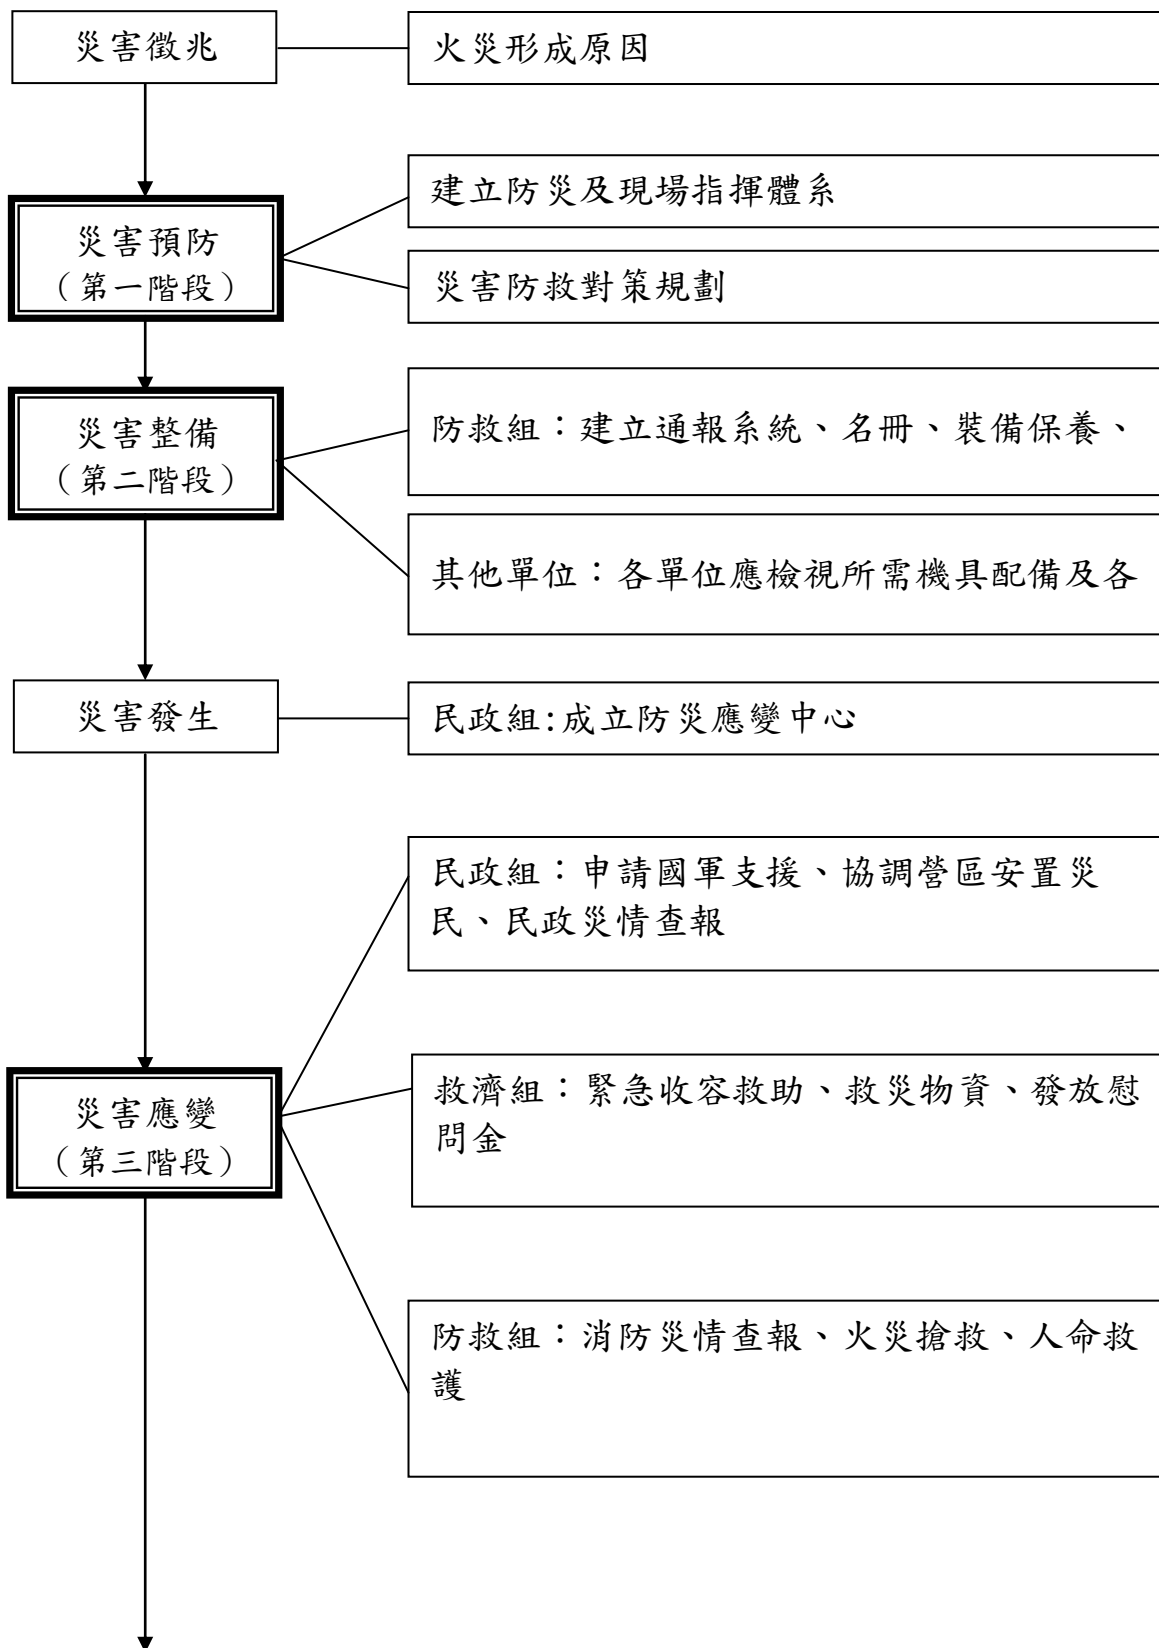 災害徵兆
火災形成原因
建立防災及現場指揮體系
災害預防
（第一階段）
災害防救對策規劃
災害整備
（第二階段）
防救組：建立通報系統、名冊、裝備保養、
其他單位：各單位應檢視所需機具配備及各
災害發生
民政組:成立防災應變中心
民政組：申請國軍支援、協調營區安置災
民、民政災情查報
災害應變
（第三階段）
救濟組：緊急收容救助、救災物資、發放慰
問金
防救組：消防災情查報、火災搶救、人命救
護